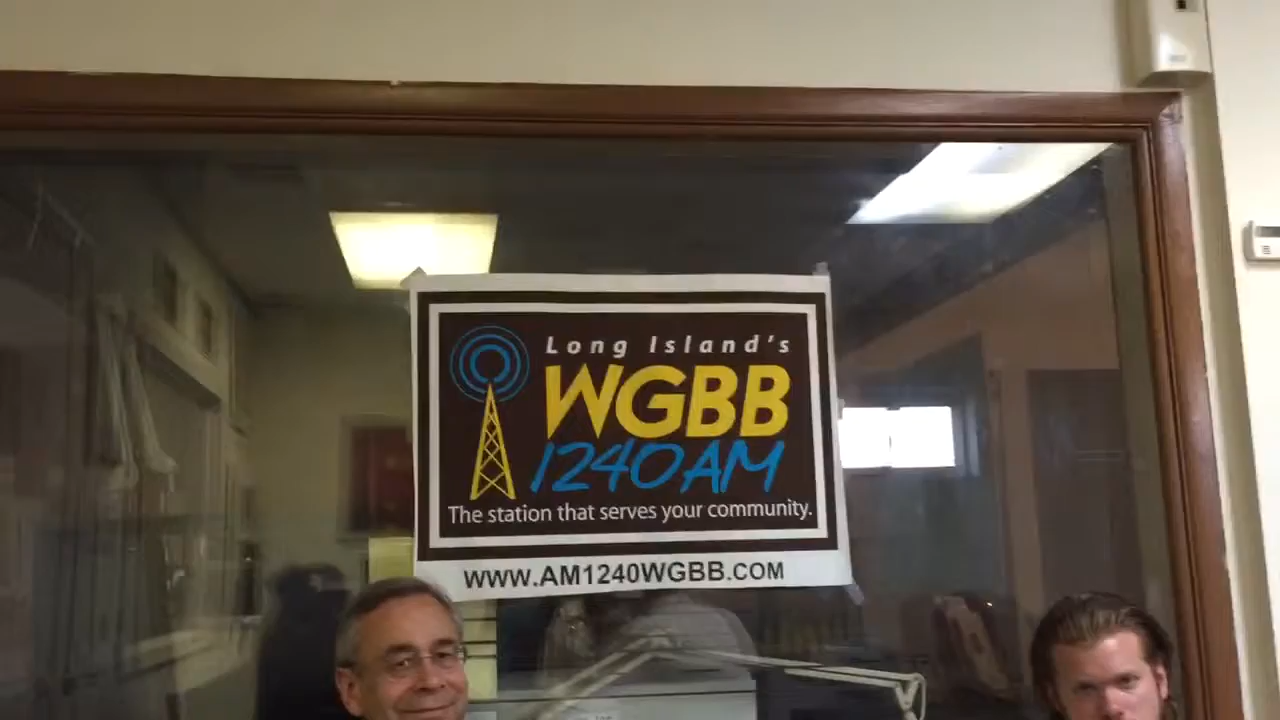 Long Island's
WGBB
1240AM
The station that serves your community.
WWW.AM1240WGBB.COM